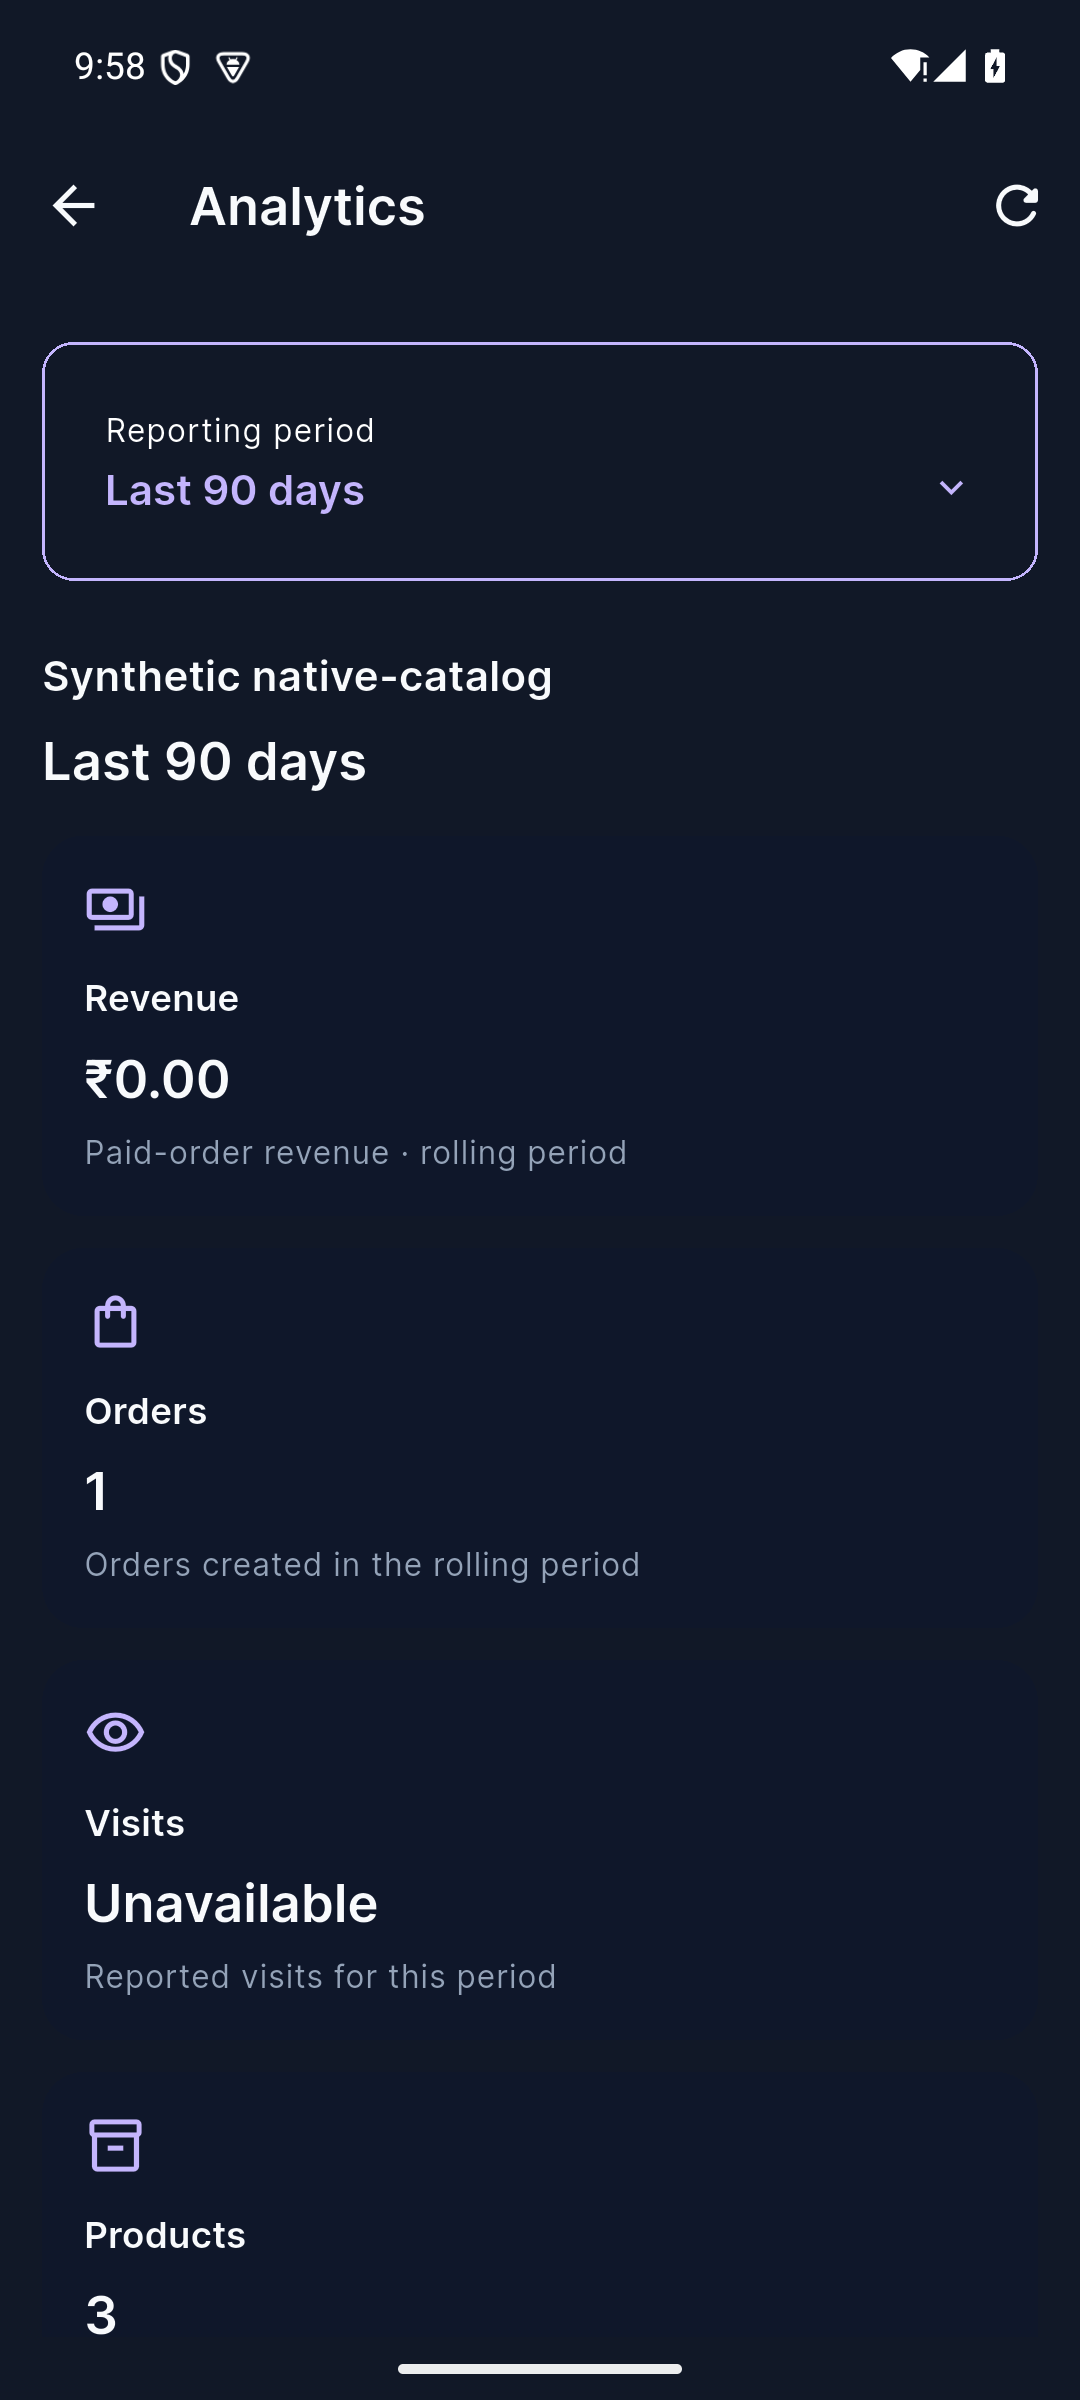 9:58
Analytics
Reporting period
Last 90 days
Synthetic native-catalog
Last 90 days
Revenue
₹0.00
Paid-order revenue · rolling period
Orders
1
Orders created in the rolling period
Visits
Unavailable
Reported visits for this period
Products
3